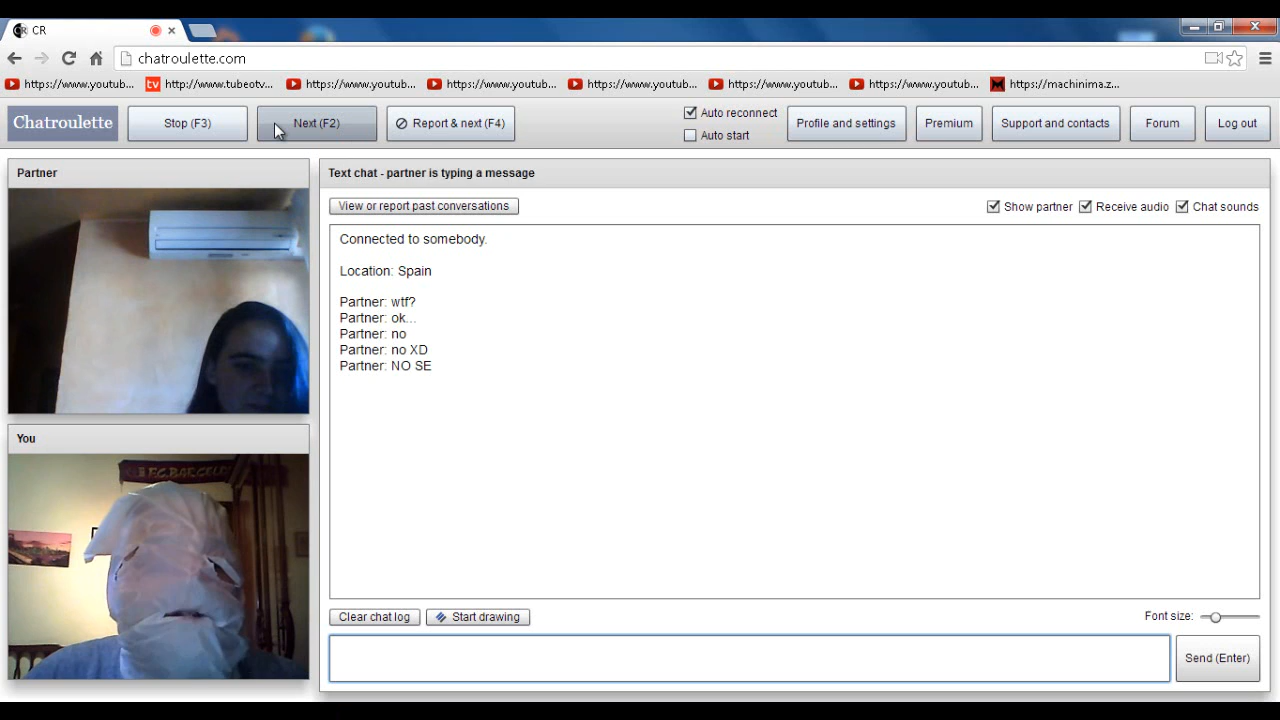 CR
chatroulette.com
https://www.youtub...
http://www.tubeotv...
https://www.youtub...
https://www.youtub...
https://www.youtub...
https://www.youtub...
https://www.youtub...
https://machinima.z...
Chatroulette
Stop (F3)
Next (F2)
Report & next (F4)
Auto reconnect
Auto start
Profile and settings
Premium
Support and contacts
Forum
Log out
Partner
Text chat - partner is typing a message
View or report past conversations
Show partner
Receive audio
Chat sounds
Connected to somebody.
Location: Spain
Partner: wtf?
Partner: ok...
Partner: no
Partner: no XD
Partner: NO SE
You
F.C.BARCELO
Clear chat log
Start drawing
Font size:
Send (Enter)